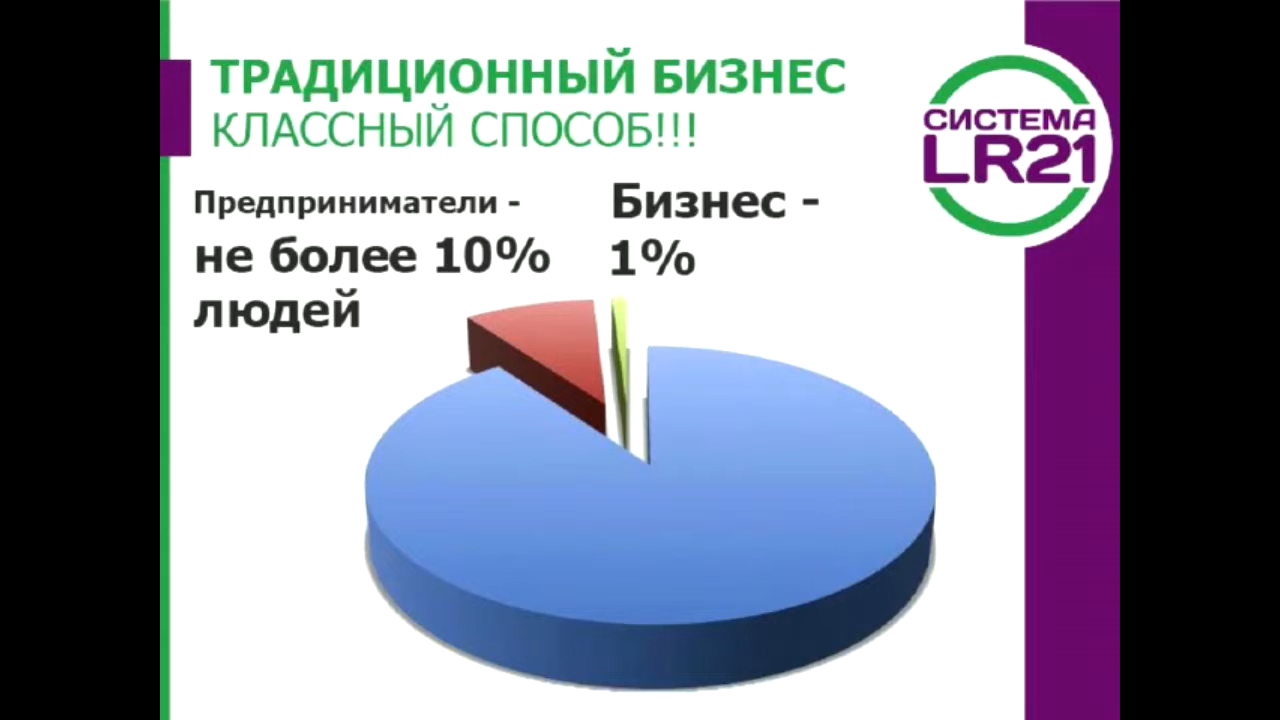 ТРАДИЦИОННЫЙ БИЗНЕС
КЛАССНЫЙ СПОСОБ!!!
СИСТЕМА
LR21
Предприниматели -
не более 10%
людей
Бизнес -
1%